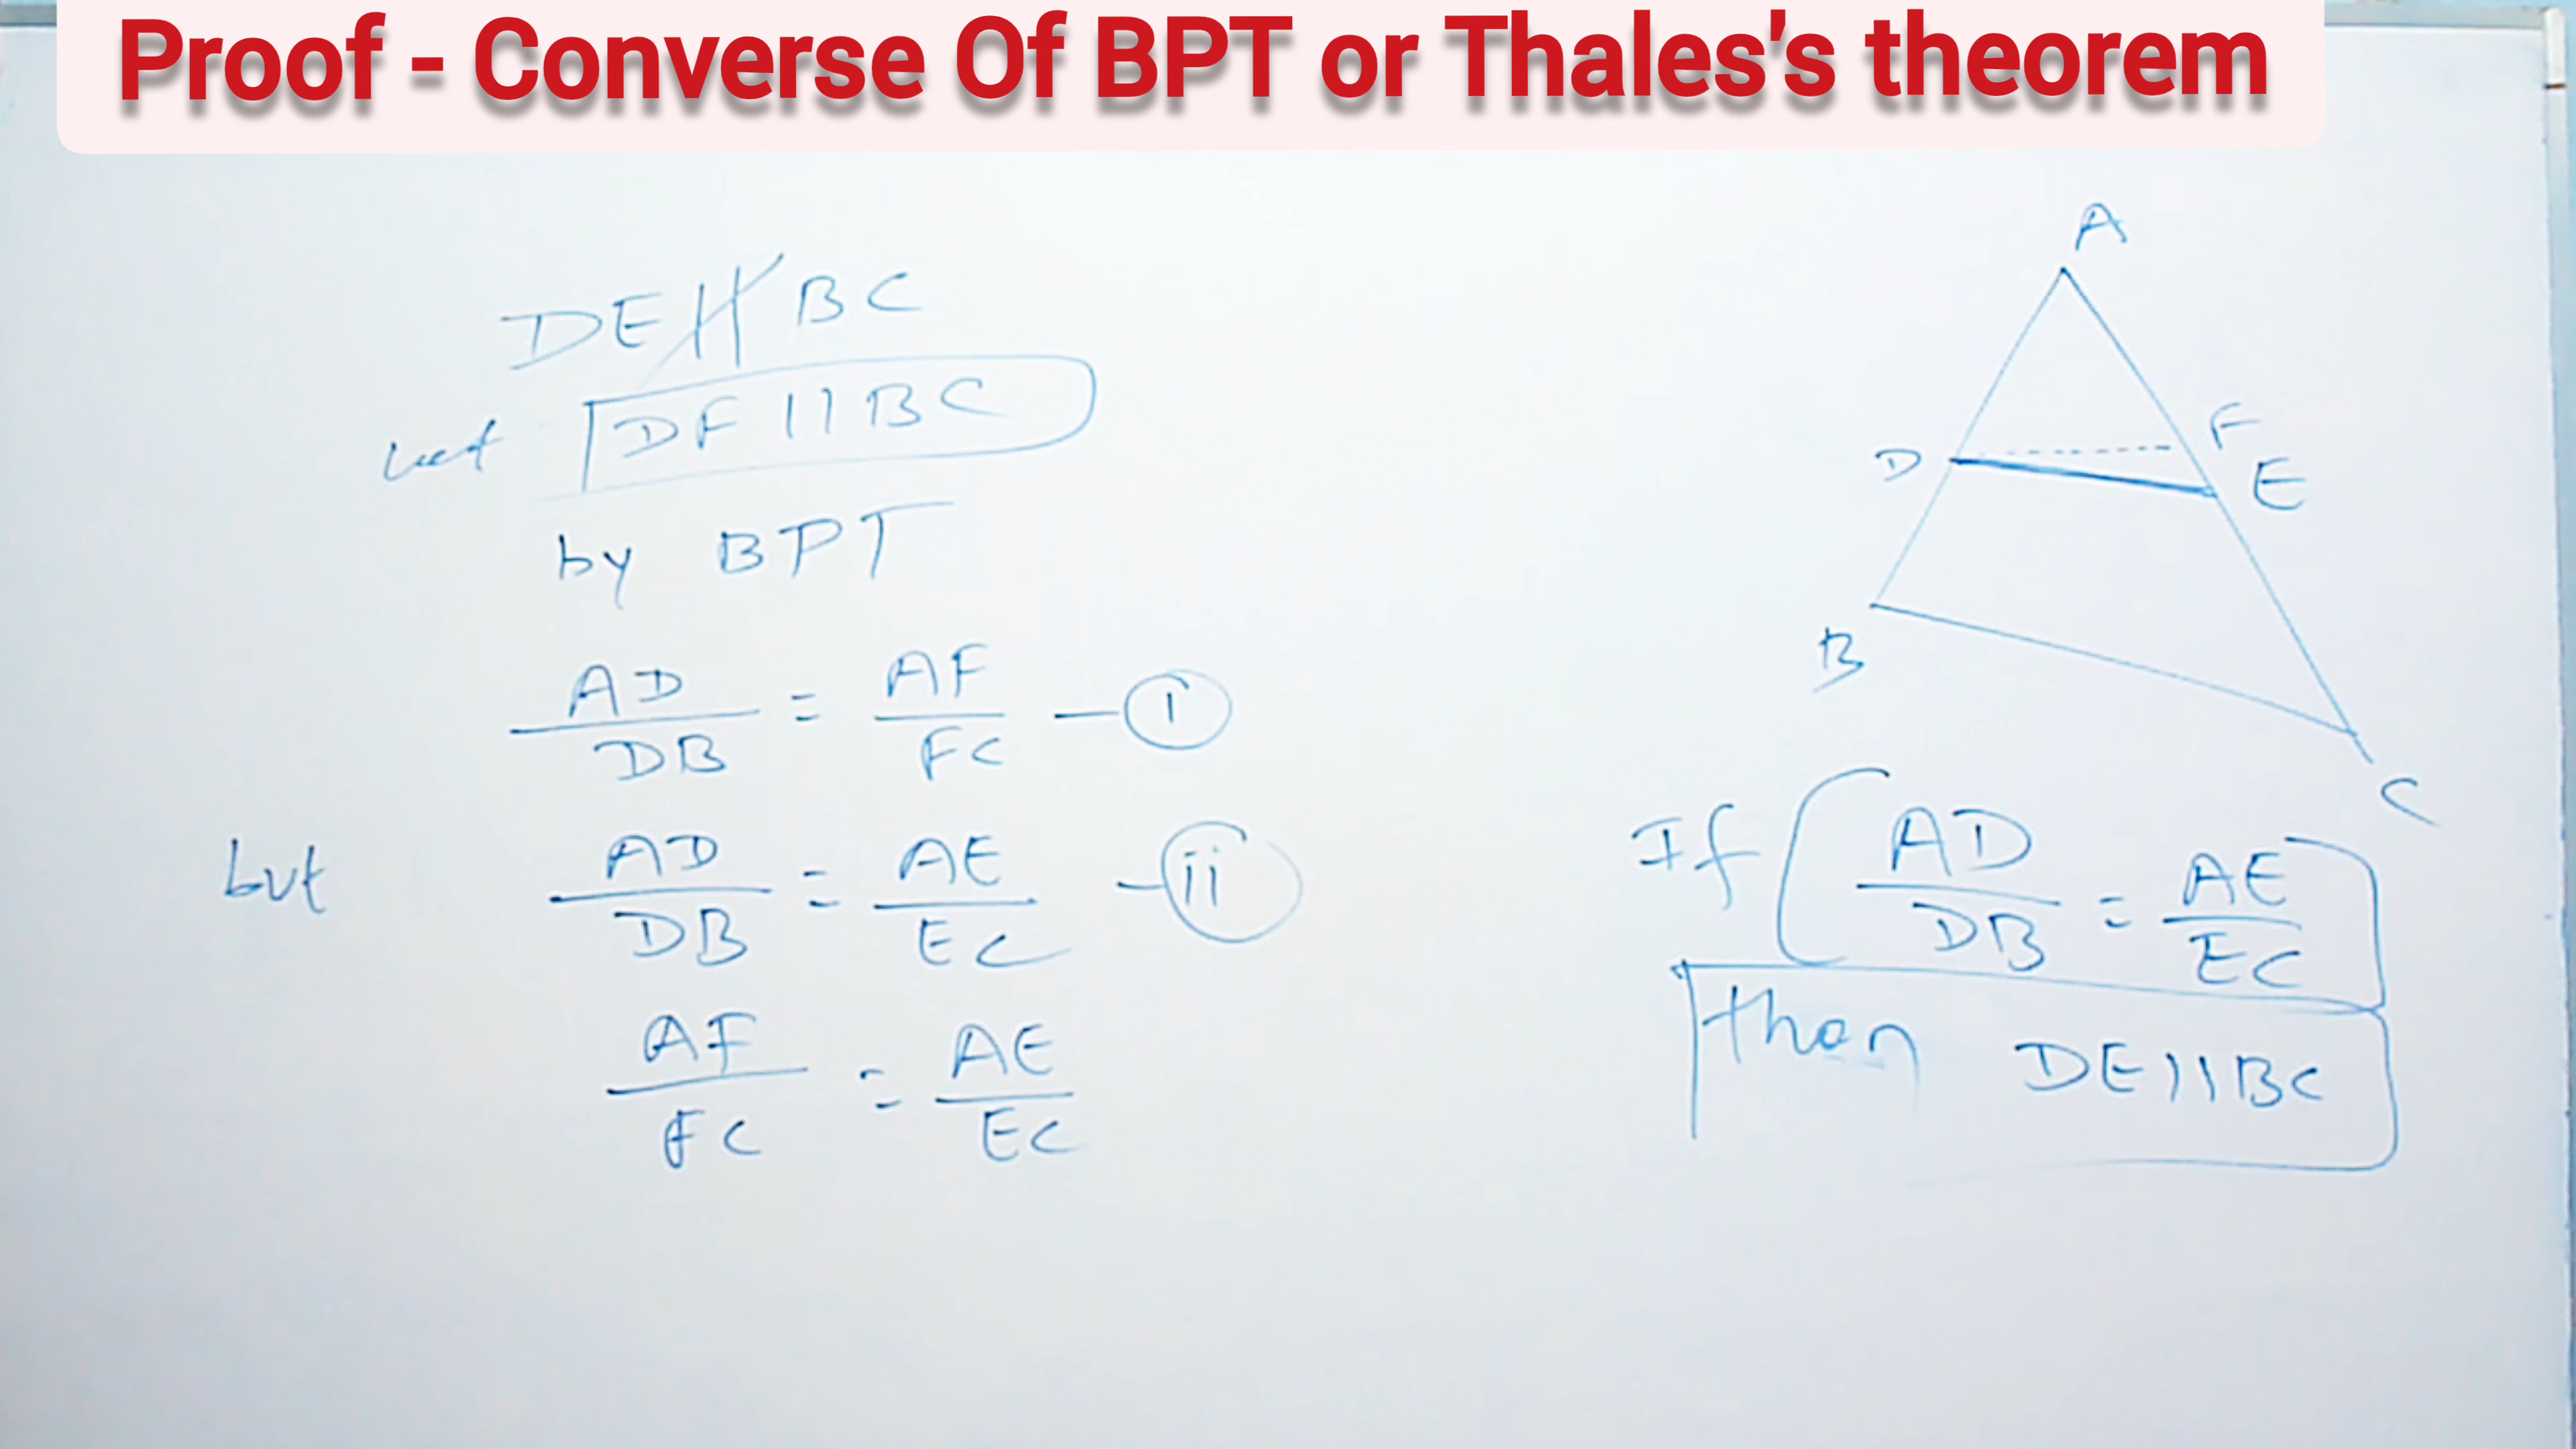 Proof - Converse Of BPT or Thales's theorem
DE ∦ BC
Let DF || BC
by BPT
AD/DB = AF/FC — (i)
but AD/DB = AE/EC — (ii)
AF/FC = AE/EC
A
D F
E
B
C
If AD/DB = AE/EC
then DE || BC